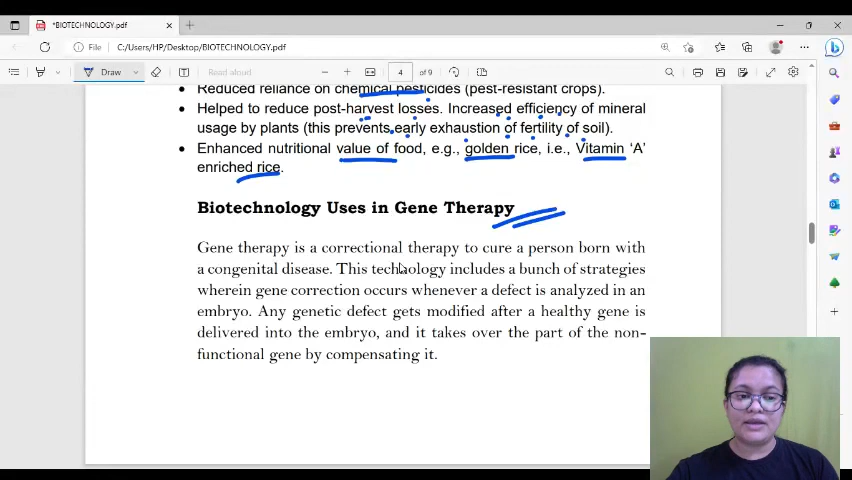 *BIOTECHNOLOGY.pdf
File
C:/Users/HP/Desktop/BIOTECHNOLOGY.pdf
Draw
Read aloud
4
of 9
• Reduced reliance on chemical pesticides (pest-resistant crops).
• Helped to reduce post-harvest losses. Increased efficiency of mineral
usage by plants (this prevents early exhaustion of fertility of soil).
• Enhanced nutritional value of food, e.g., golden rice, i.e., Vitamin ‘A’
enriched rice.
Biotechnology Uses in Gene Therapy
Gene therapy is a correctional therapy to cure a person born with
a congenital disease. This technology includes a bunch of strategies
wherein gene correction occurs whenever a defect is analyzed in an
embryo. Any genetic defect gets modified after a healthy gene is
delivered into the embryo, and it takes over the part of the non-
functional gene by compensating it.